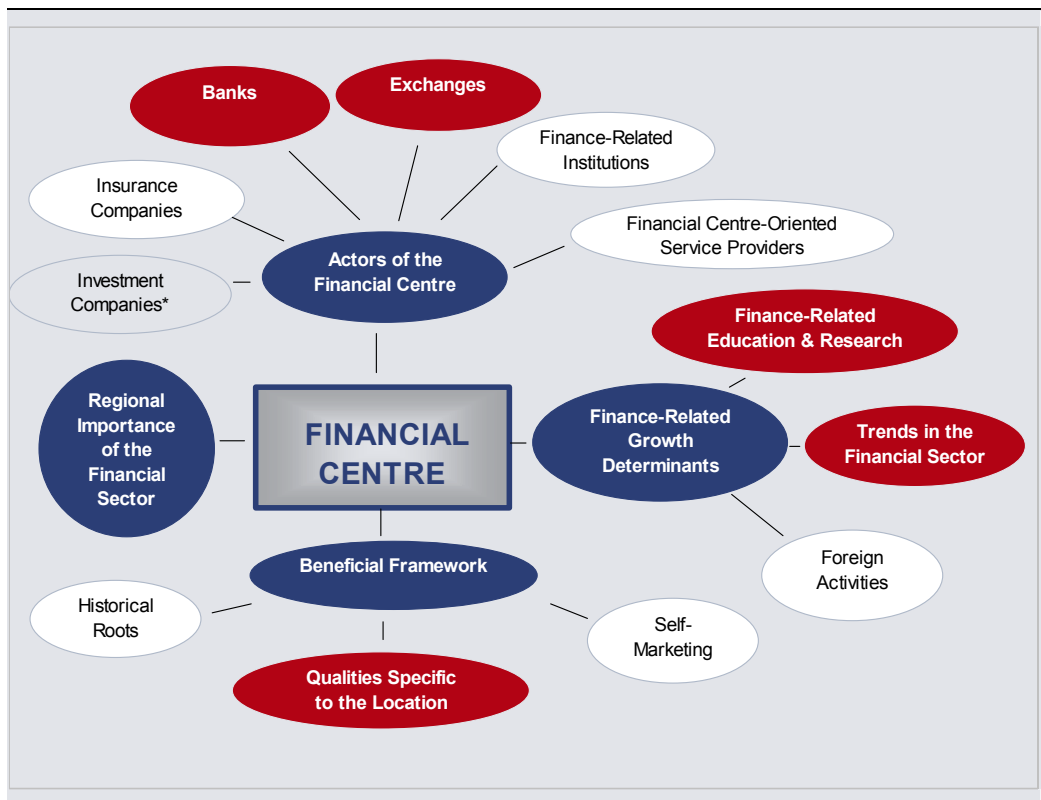 Banks
Exchanges
Finance-Related
Institutions
Insurance
Companies
Financial Centre-Oriented
Service Providers
Actors of the
Financial Centre
Investment
Companies*
Finance-Related
Education & Research
Regional
Importance
of the
Financial
Sector
FINANCIAL
CENTRE
Finance-Related
Growth
Determinants
Trends in the
Financial Sector
Beneficial Framework
Foreign
Activities
Historical
Roots
Self-
Marketing
Qualities Specific
to the Location